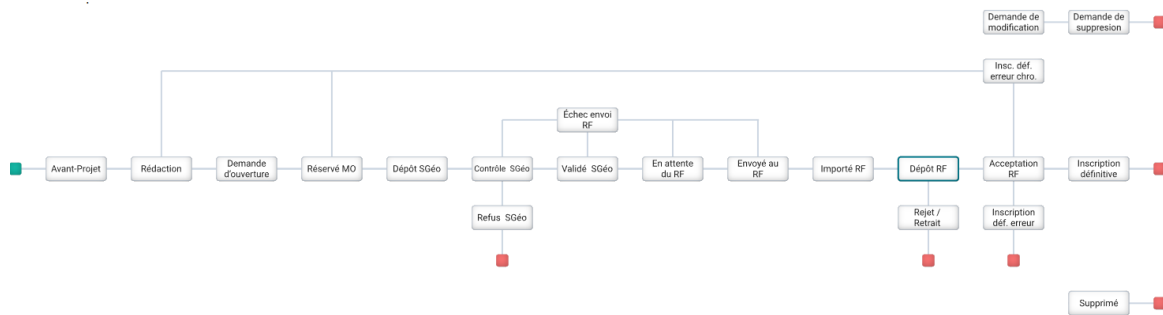 Demande de
modification
Demande de
suppresion
Insc. déf.
erreur chro.
Échec envoi
RF
Avant-Projet
Rédaction
Demande
d'ouverture
Réservé MO
Dépôt SGéo
Contrôle SGéo
Validé SGéo
En attente
du RF
Envoyé au
RF
Importé RF
Dépôt RF
Acceptation
RF
Inscription
définitive
Refus SGéo
Rejet /
Retrait
Inscription
déf. erreur
Supprimé